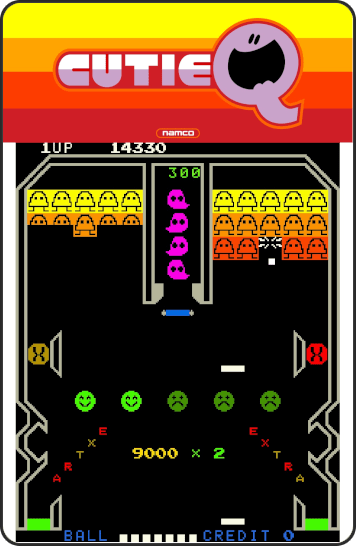 CUTIE Q
namco
1UP 14330
300
E E
X X
T 9000 × 2 T
R R
A A
BALL CREDIT 0